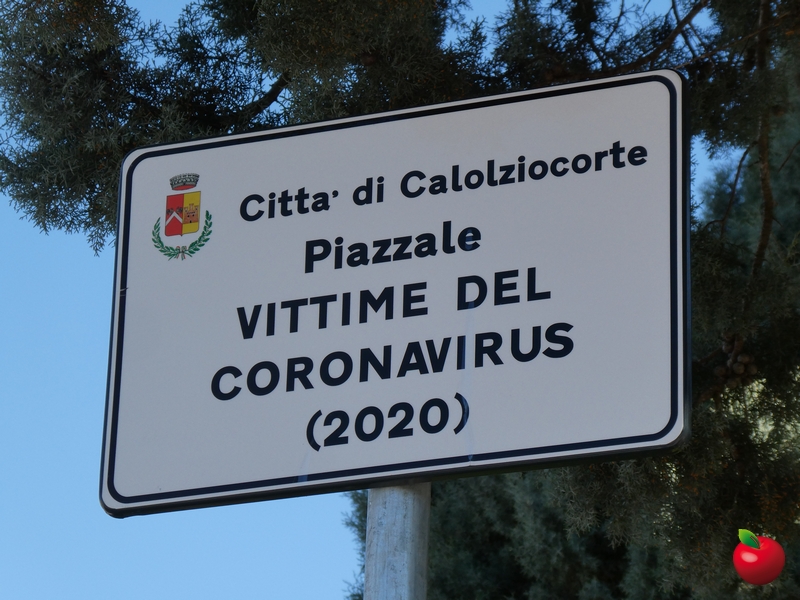 Citta' di Calolziocorte
Piazzale
VITTIME DEL
CORONAVIRUS
(2020)